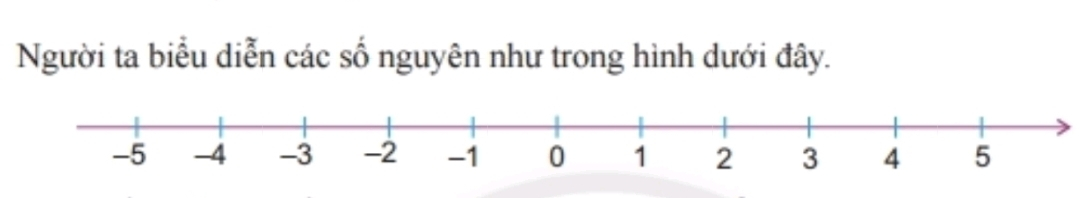 Người ta biểu diễn các số nguyên như trong hình dưới đây.
–5 –4 –3 –2 –1 0 1 2 3 4 5